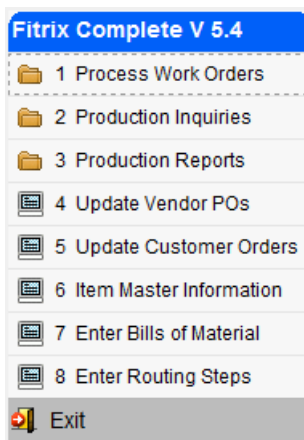 Fitrix Complete V 5.4
1 Process Work Orders
2 Production Inquiries
3 Production Reports
4 Update Vendor POs
5 Update Customer Orders
6 Item Master Information
7 Enter Bills of Material
8 Enter Routing Steps
Exit